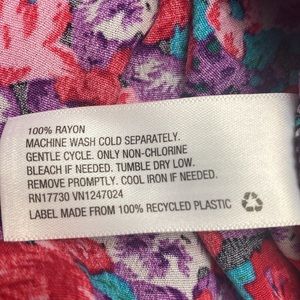 100% RAYON
MACHINE WASH COLD SEPARATELY.
GENTLE CYCLE. ONLY NON-CHLORINE
BLEACH IF NEEDED. TUMBLE DRY LOW.
REMOVE PROMPTLY. COOL IRON IF NEEDED.
RN17730 VN1247024
LABEL MADE FROM 100% RECYCLED PLASTIC